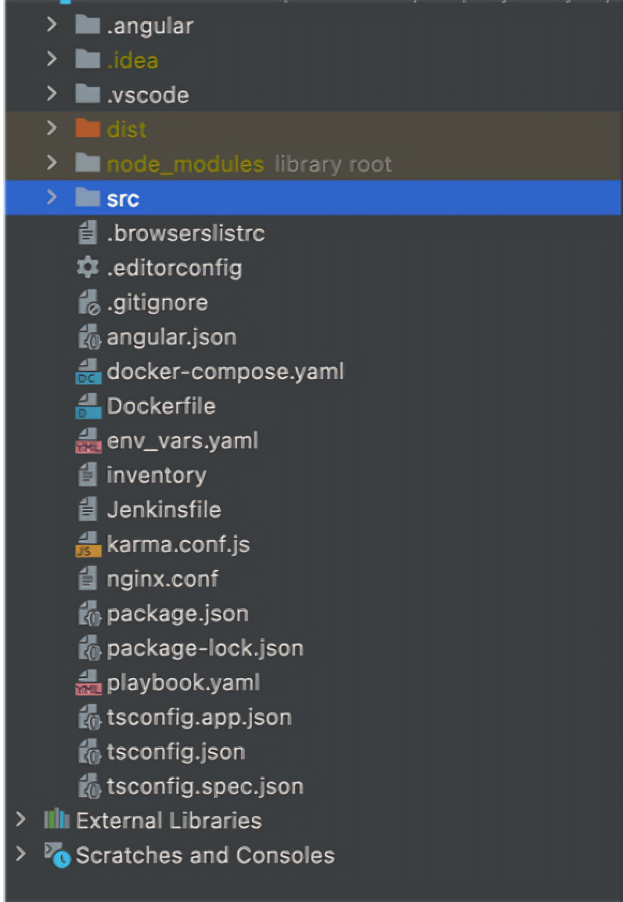 .angular
.idea
.vscode
dist
node_modules library root
src
.browserslistrc
.editorconfig
.gitignore
angular.json
docker-compose.yaml
Dockerfile
env_vars.yaml
inventory
Jenkinsfile
karma.conf.js
nginx.conf
package.json
package-lock.json
playbook.yaml
tsconfig.app.json
tsconfig.json
tsconfig.spec.json
External Libraries
Scratches and Consoles